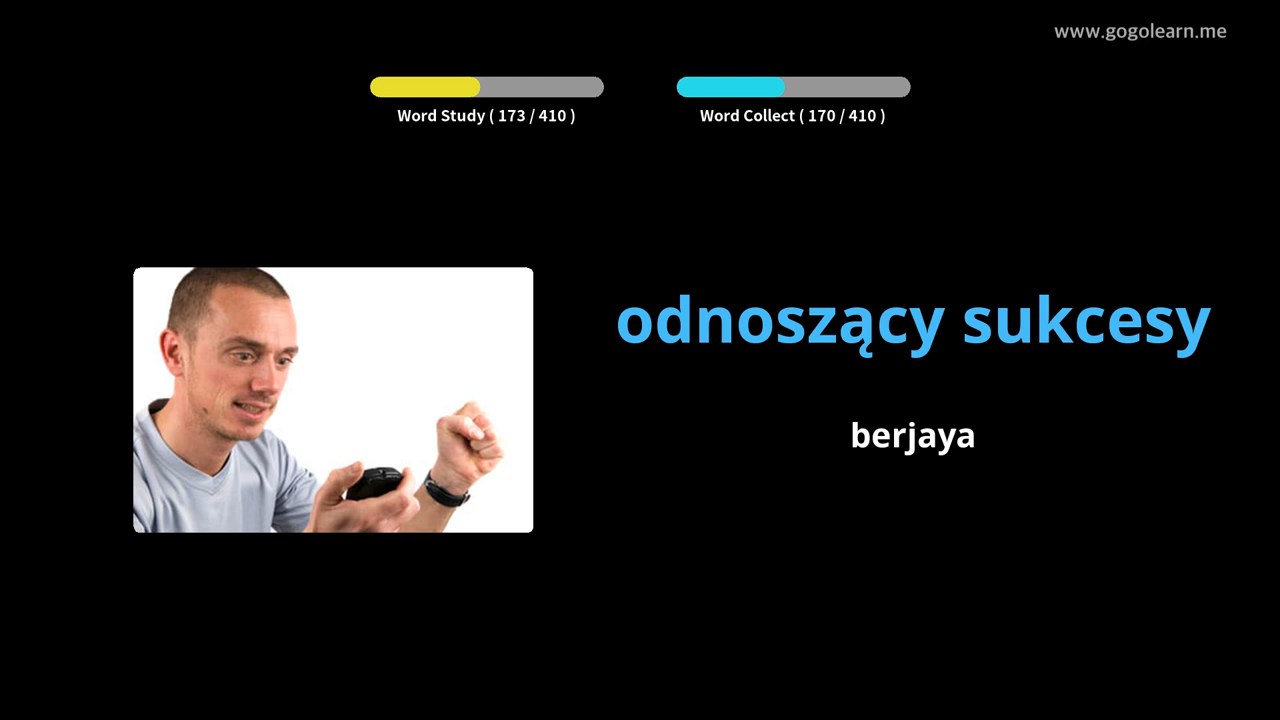 www.gogolearn.me
Word Study ( 173 / 410 )
Word Collect ( 170 / 410 )
odnoszący sukcesy
berjaya